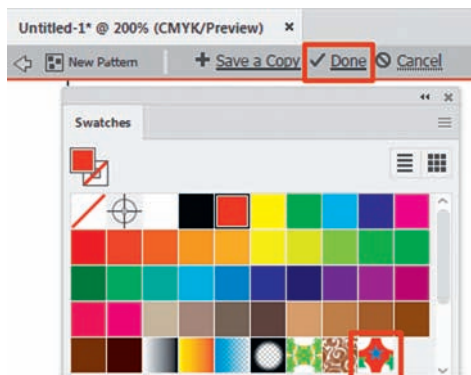 Untitled-1* @ 200% (CMYK/Preview) ×
New Pattern + Save a Copy ✓ Done Cancel
Swatches